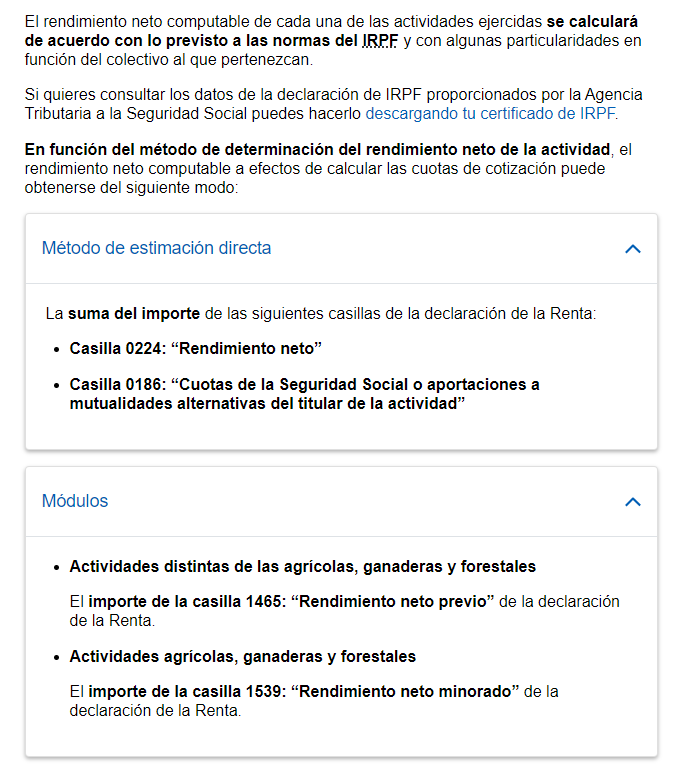 El rendimiento neto computable de cada una de las actividades ejercidas se calculará
de acuerdo con lo previsto a las normas del IRPF y con algunas particularidades en
función del colectivo al que pertenezcan.
Si quieres consultar los datos de la declaración de IRPF proporcionados por la Agencia
Tributaria a la Seguridad Social puedes hacerlo descargando tu certificado de IRPF.
En función del método de determinación del rendimiento neto de la actividad, el
rendimiento neto computable a efectos de calcular las cuotas de cotización puede
obtenerse del siguiente modo:
Método de estimación directa
La suma del importe de las siguientes casillas de la declaración de la Renta:
• Casilla 0224: “Rendimiento neto”
• Casilla 0186: “Cuotas de la Seguridad Social o aportaciones a
mutualidades alternativas del titular de la actividad”
Módulos
• Actividades distintas de las agrícolas, ganaderas y forestales
El importe de la casilla 1465: “Rendimiento neto previo” de la declaración
de la Renta.
• Actividades agrícolas, ganaderas y forestales
El importe de la casilla 1539: “Rendimiento neto minorado” de la
declaración de la Renta.